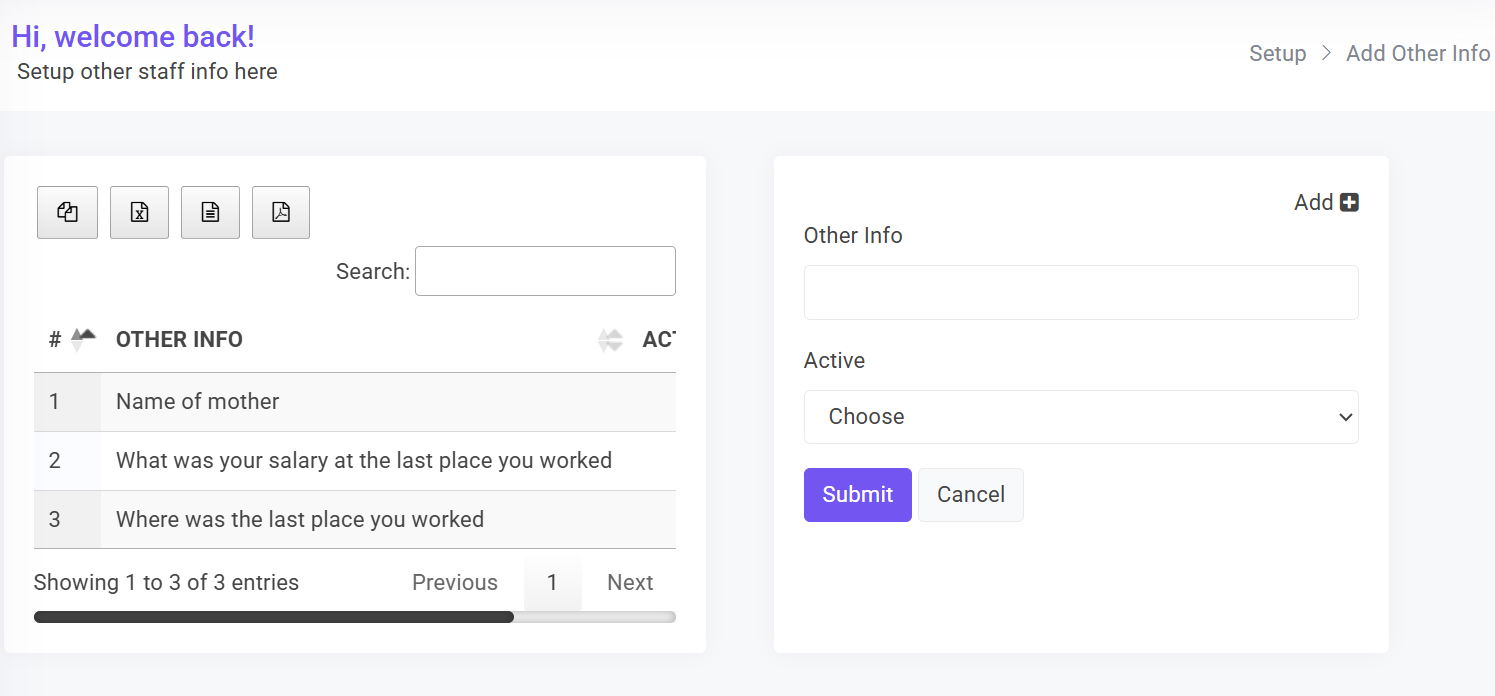 Hi, welcome back!
Setup other staff info here
Setup > Add Other Info
Search:
# OTHER INFO ACT
1 Name of mother
2 What was your salary at the last place you worked
3 Where was the last place you worked
Showing 1 to 3 of 3 entries Previous 1 Next
Add
Other Info
Active
Choose
Submit Cancel